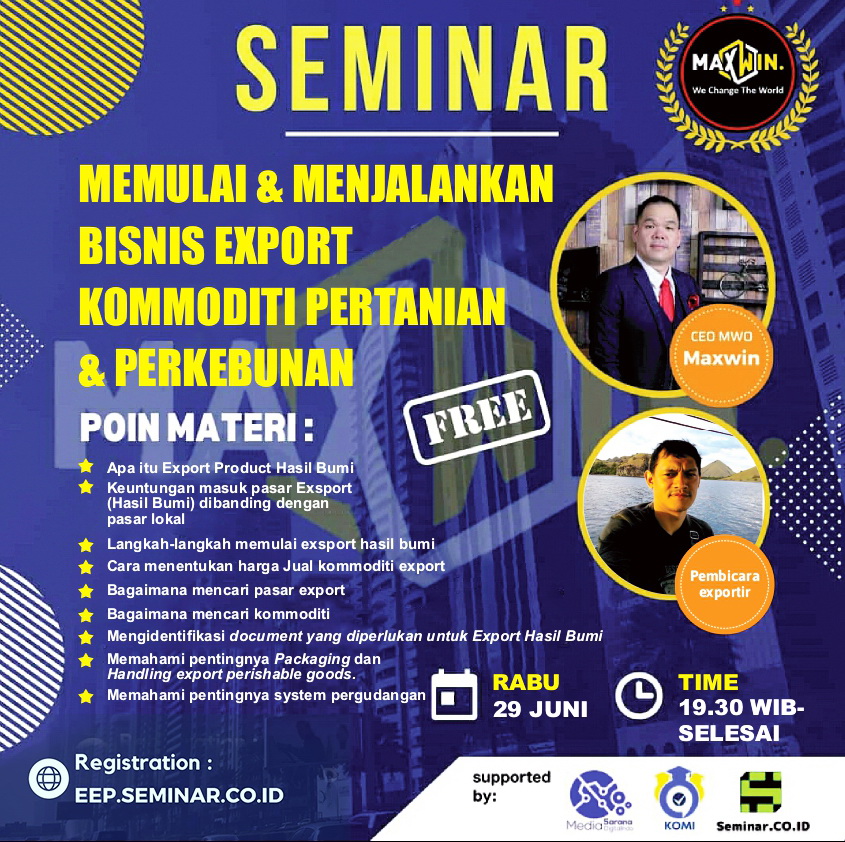 SEMINAR
MAXWIN.
We Change The World
MEMULAI & MENJALANKAN
BISNIS EXPORT
KOMMODITI PERTANIAN
& PERKEBUNAN
CEO MWO
Maxwin
FREE
POIN MATERI :
Apa itu Export Product Hasil Bumi
Keuntungan masuk pasar Exsport
(Hasil Bumi) dibanding dengan
pasar lokal
Langkah-langkah memulai exsport hasil bumi
Cara menentukan harga Jual kommoditi export
Bagaimana mencari pasar export
Bagaimana mencari kommoditi
Mengidentifikasi document yang diperlukan untuk Export Hasil Bumi
Memahami pentingnya Packaging dan
Handling export perishable goods.
Memahami pentingnya system pergudangan
Pembicara
exportir
RABU
29 JUNI
TIME
19.30 WIB-
SELESAI
Registration :
EEP.SEMINAR.CO.ID
supported
by:
Media Sarana
Digitalindo
KOMI
Seminar.CO.ID
MAXWIN.